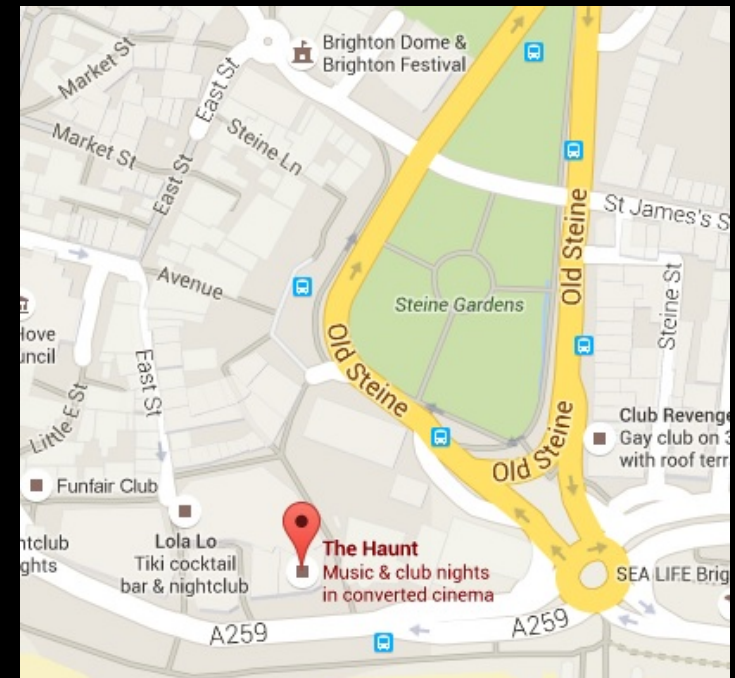 Brighton Dome &
Brighton Festival
Market St
East St
Steine Ln
Market St
East St
St James's S
Old Steine
Avenue
Steine Gardens
Steine St
Hove
uncil
Old Steine
East St
Little E St
Club Revenge
Gay club on 3
with roof terr
Old Steine
Funfair Club
Lola Lo
Tiki cocktail
bar & nightclub
ntclub
ghts
The Haunt
Music & club nights
in converted cinema
SEA LIFE Brig
A259
A259